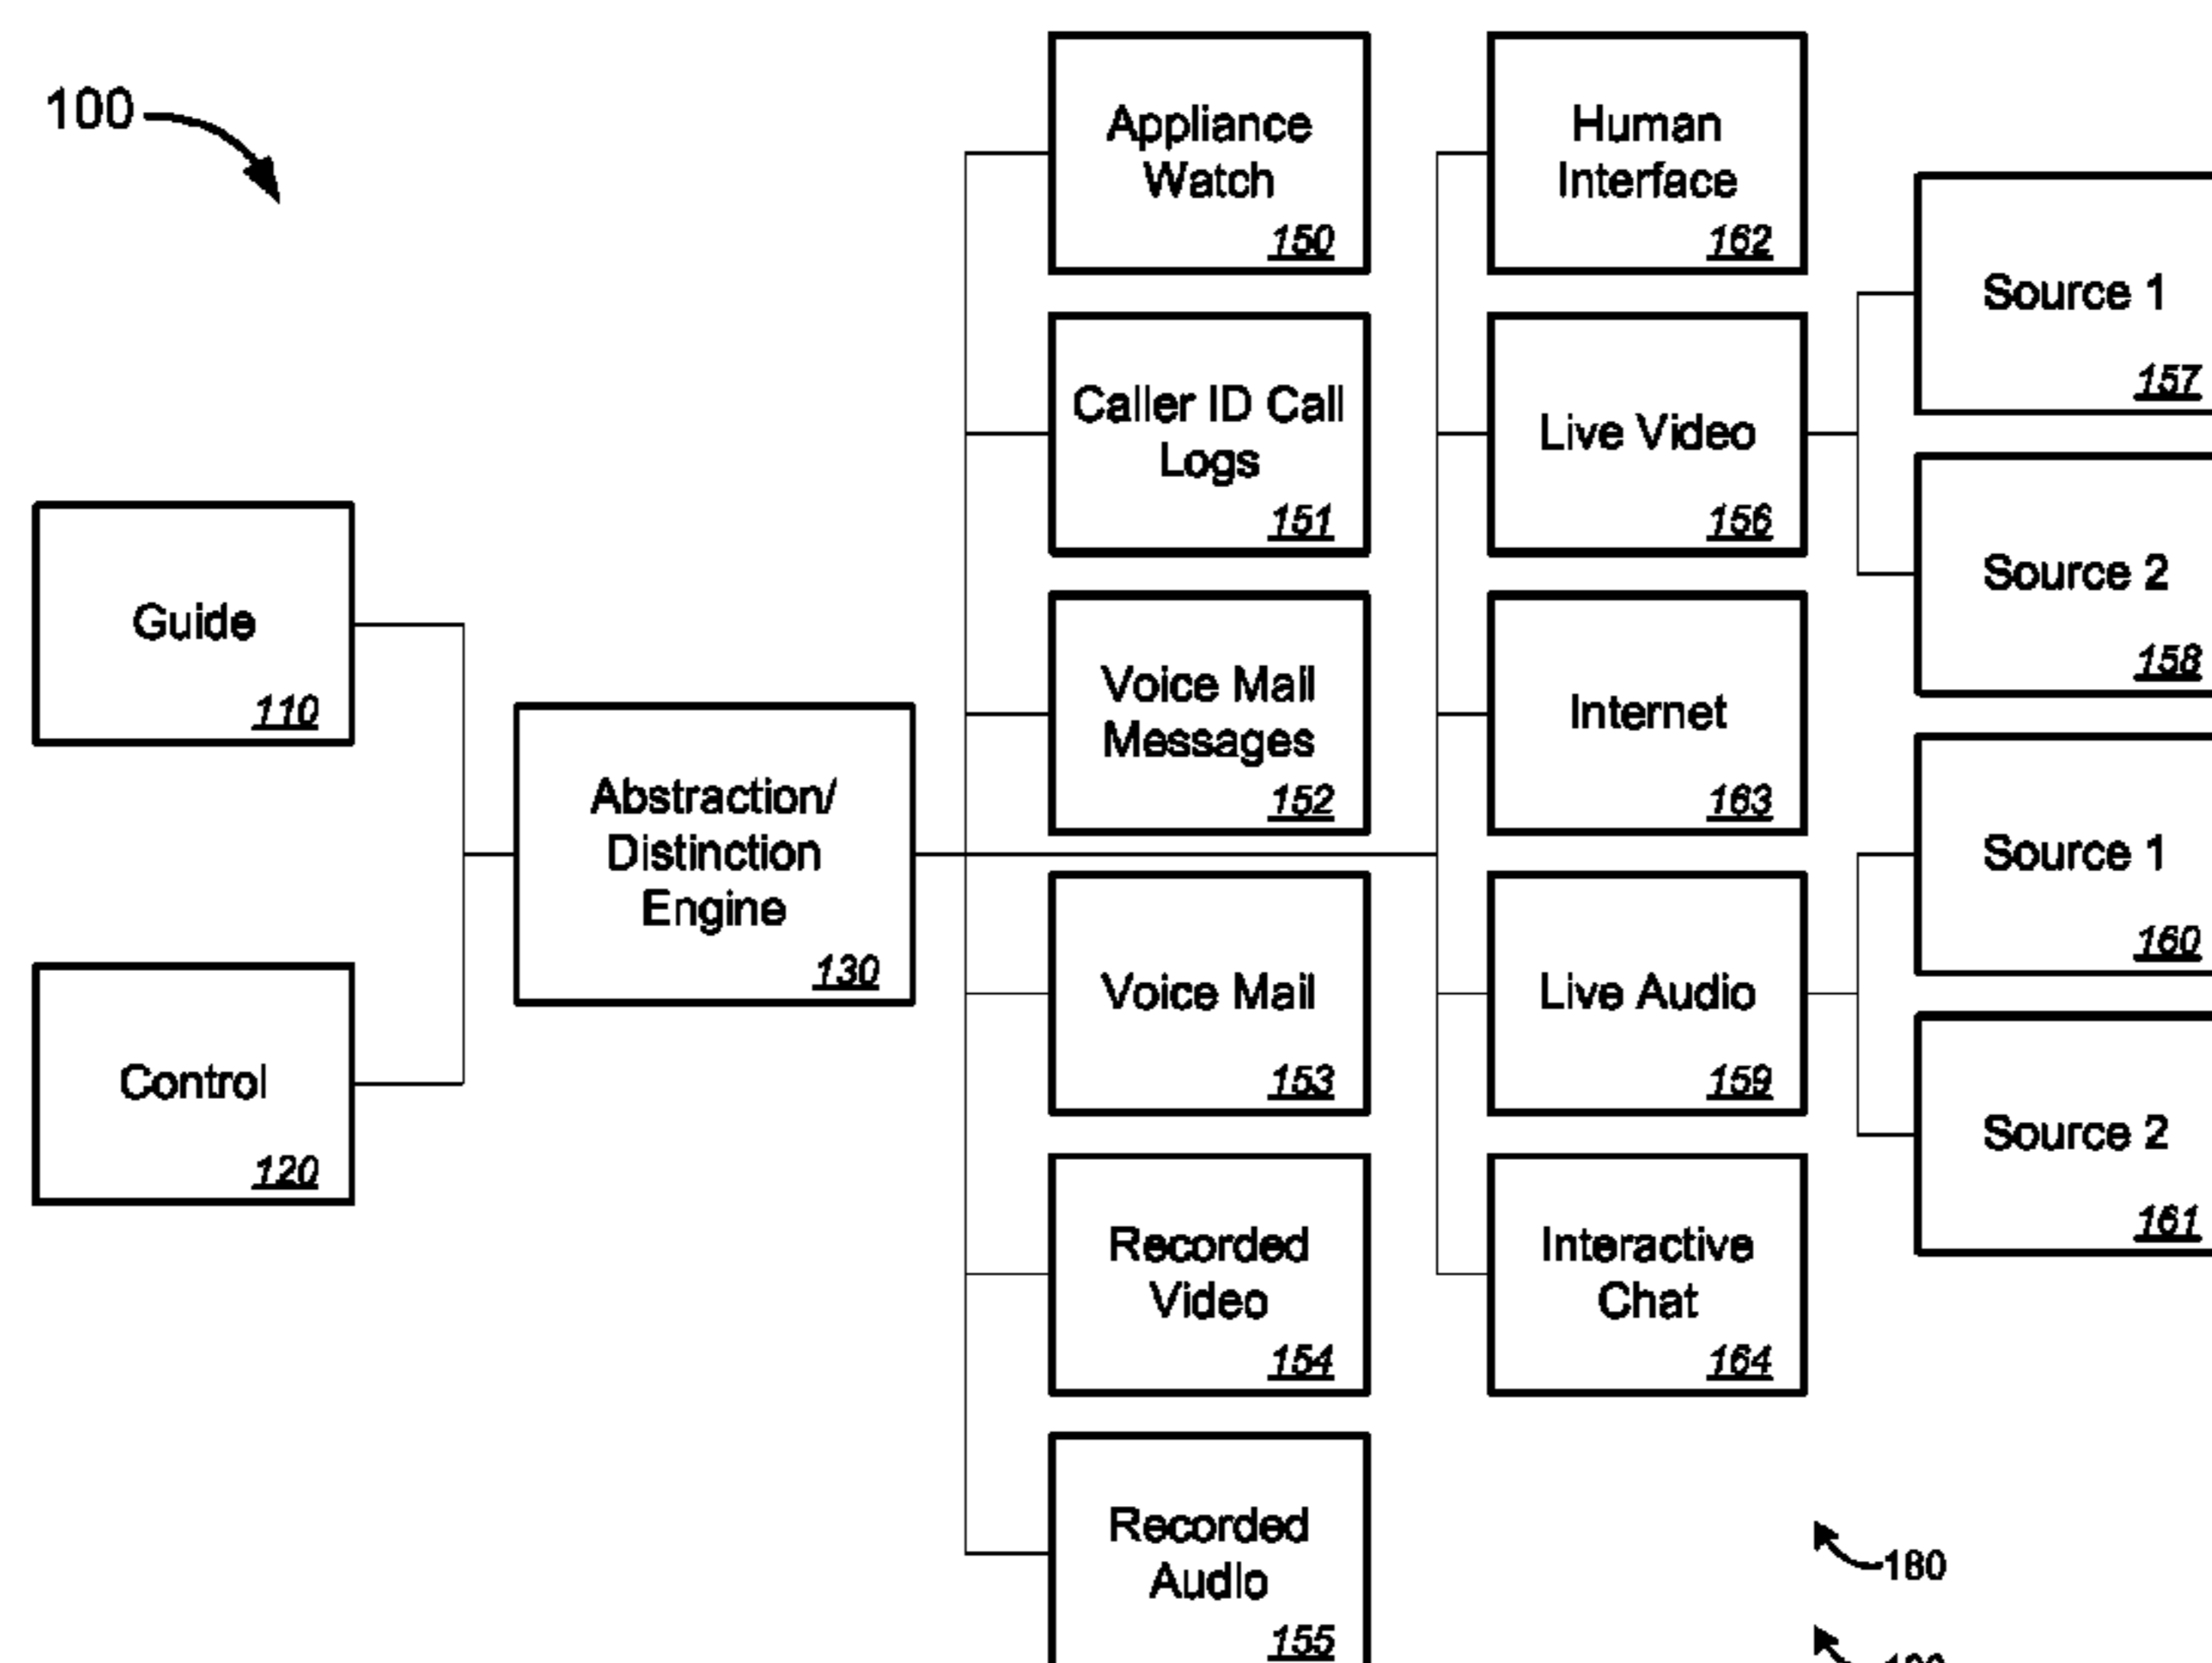 100
Guide
110
Control
120
Abstraction/
Distinction
Engine
130
Appliance
Watch
150
Caller ID Call
Logs
151
Voice Mail
Messages
152
Voice Mail
153
Recorded
Video
154
Recorded
Audio
155
Human
Interface
162
Live Video
156
Internet
163
Live Audio
159
Interactive
Chat
164
Source 1
157
Source 2
158
Source 1
160
Source 2
161
180